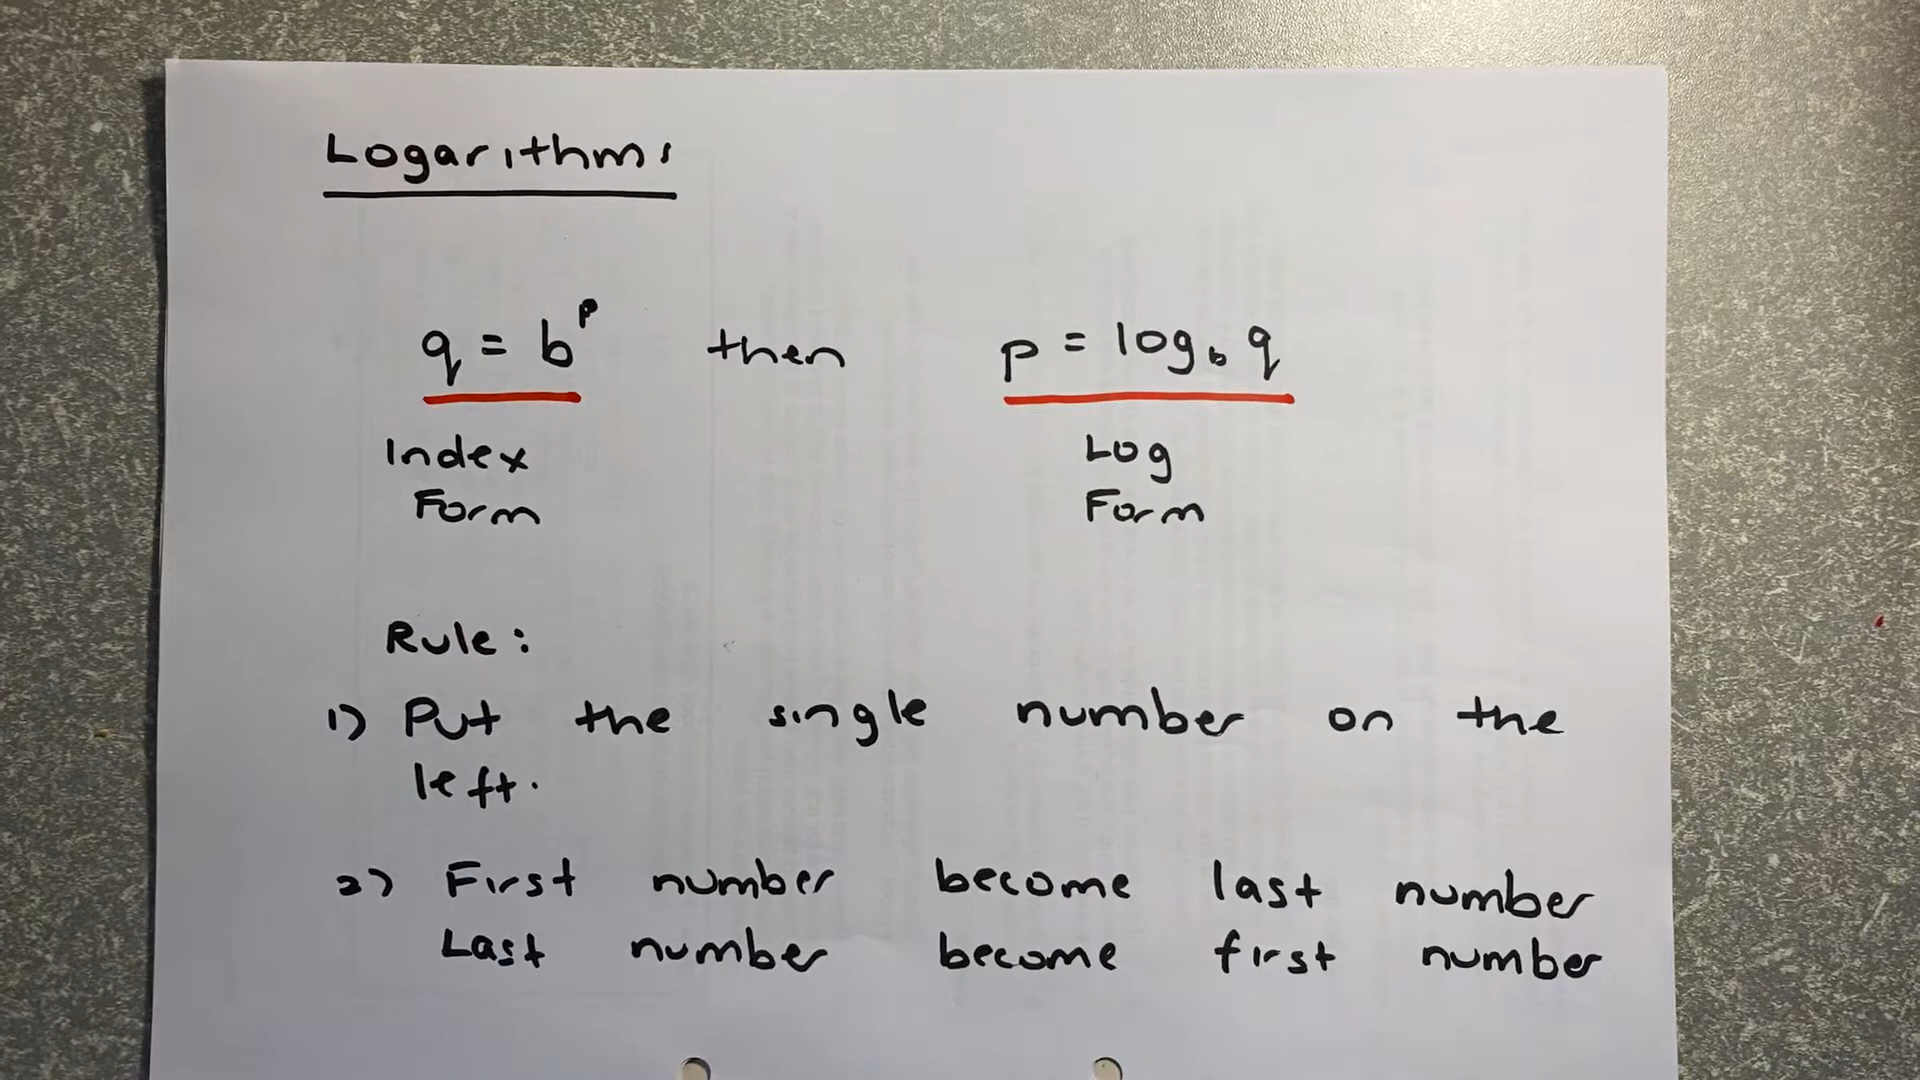 Logarithms
q = b^p then p = log_b q
Index Log
Form Form
Rule:
1) Put the single number on the
left.
2) First number become last number
Last number become first number